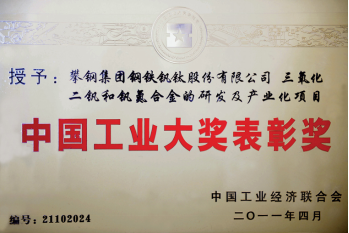 授予：攀钢集团钢铁钒钛股份有限公司 三氧化
二钒和钒氮合金的研发及产业化项目
中国工业大奖表彰奖
中国工业经济联合会
二〇一一年四月
编号：21102024